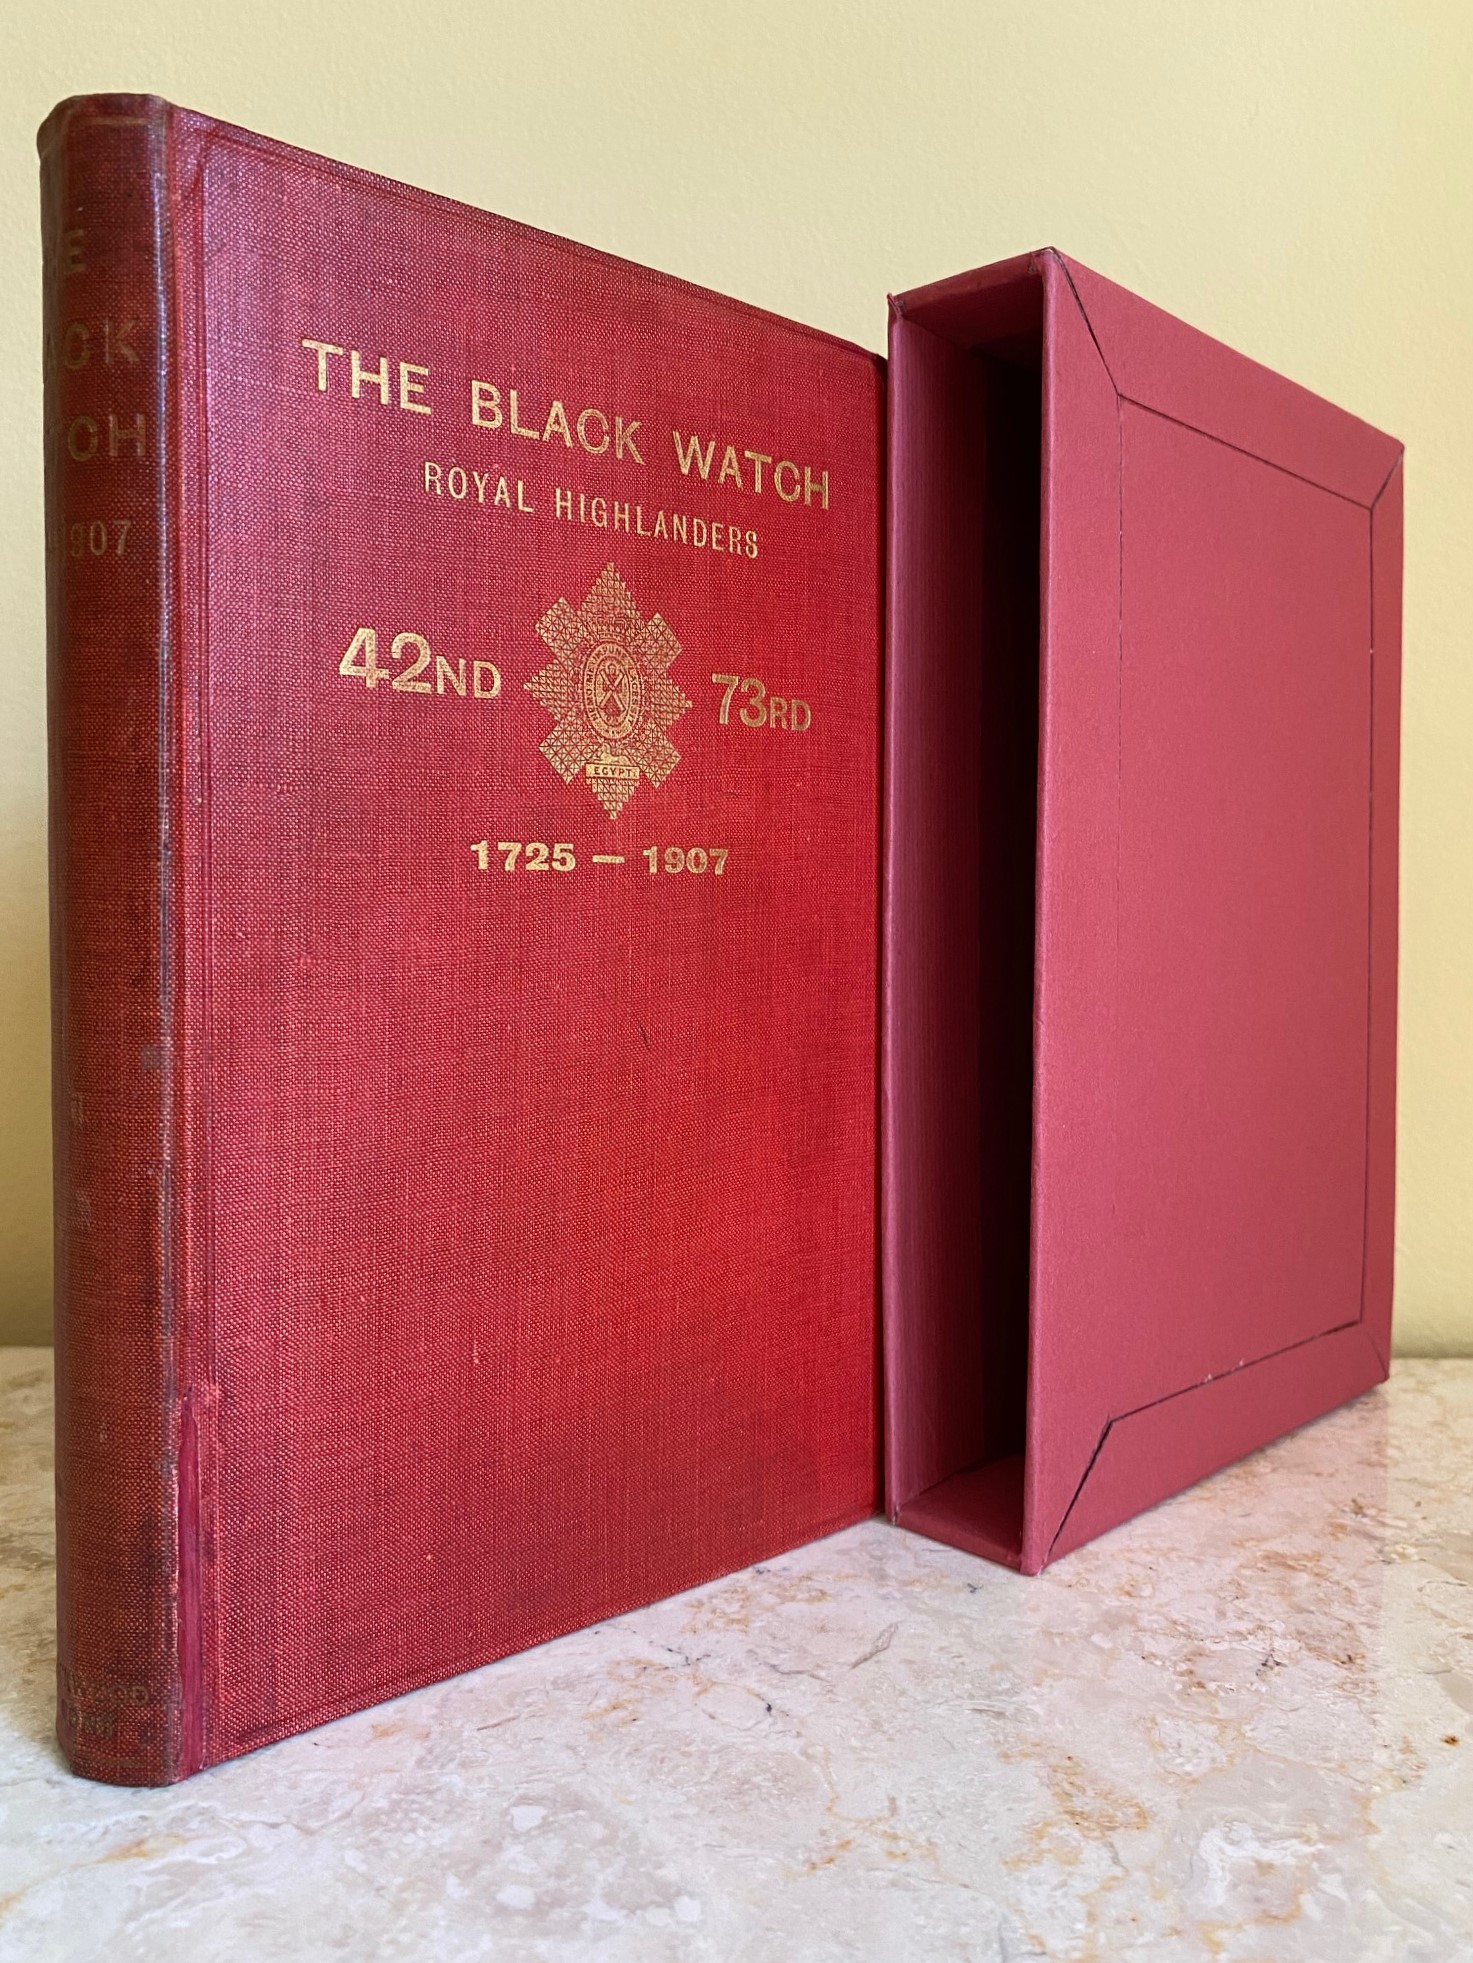 THE BLACK WATCH
ROYAL HIGHLANDERS
42ND 73RD
EGYPT
1725 – 1907